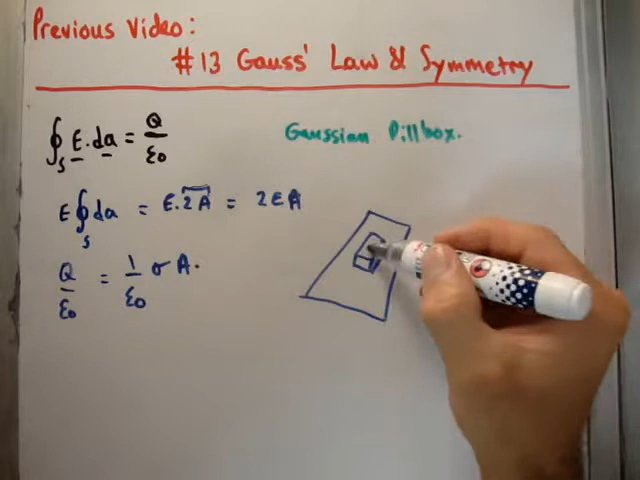 Previous Video:
#13 Gauss' Law & Symmetry
∮ₛ E·da = Q/ε₀
Gaussian Pillbox.
E ∮ₛ da = E.2A = 2EA
Q/ε₀ = 1/ε₀ σ A.